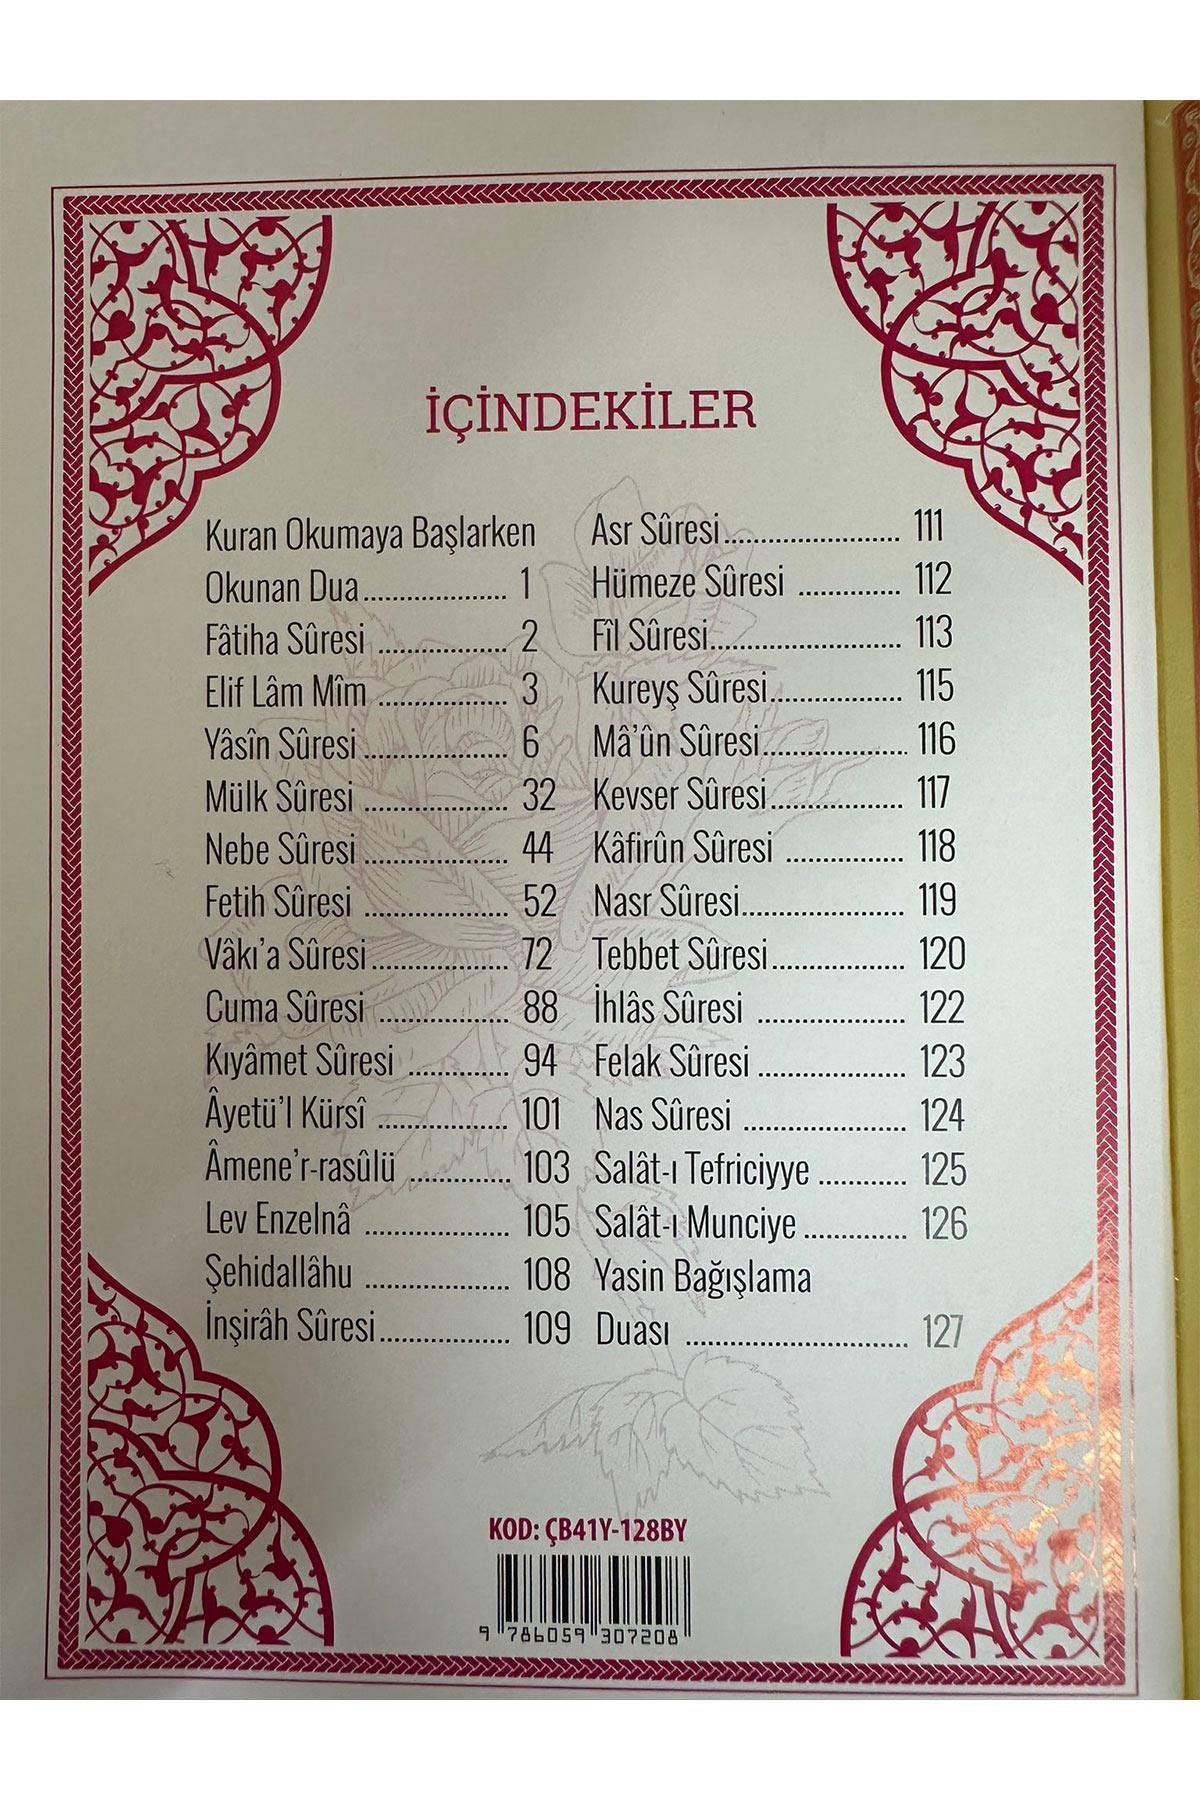 İÇİNDEKİLER
Kuran Okumaya Başlarken
Okunan Dua.................. 1
Fâtiha Sûresi ................ 2
Elif Lâm Mîm ................ 3
Yâsîn Sûresi.................. 6
Mülk Sûresi .................. 32
Nebe Sûresi .................. 44
Fetih Sûresi .................. 52
Vâkı'a Sûresi................. 72
Cuma Sûresi ................ 88
Kıyâmet Sûresi ............. 94
Âyetü'l Kürsî ................ 101
Âmene'r-rasûlü ............. 103
Lev Enzelnâ .................. 105
Şehidallâhu .................. 108
İnşirâh Sûresi................ 109
Asr Sûresi...................... 111
Hümeze Sûresi ............. 112
Fîl Sûresi........................ 113
Kureyş Sûresi................ 115
Mâ'ûn Sûresi.................. 116
Kevser Sûresi................. 117
Kâfirûn Sûresi ............... 118
Nasr Sûresi.................... 119
Tebbet Sûresi................. 120
İhlâs Sûresi ................... 122
Felak Sûresi ................... 123
Nas Sûresi ..................... 124
Salât-ı Tefriciyye ........... 125
Salât-ı Munciye ............. 126
Yasin Bağışlama
Duası ............................ 127
KOD: ÇB41Y-128BY
9 786059 307208